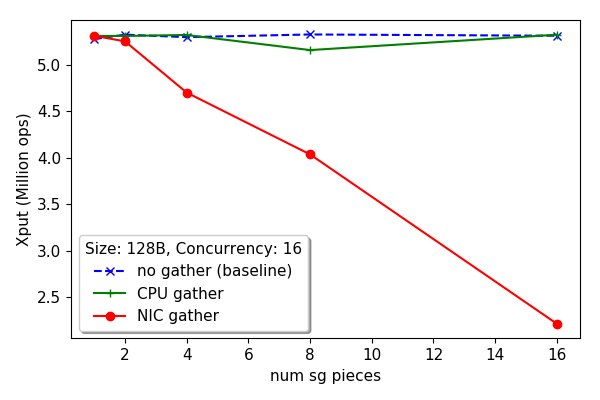 Xput (Million ops)
5.0
4.5
4.0
3.5
3.0
2.5
Size: 128B, Concurrency: 16
no gather (baseline)
CPU gather
NIC gather
2 4 6 8 10 12 14 16
num sg pieces